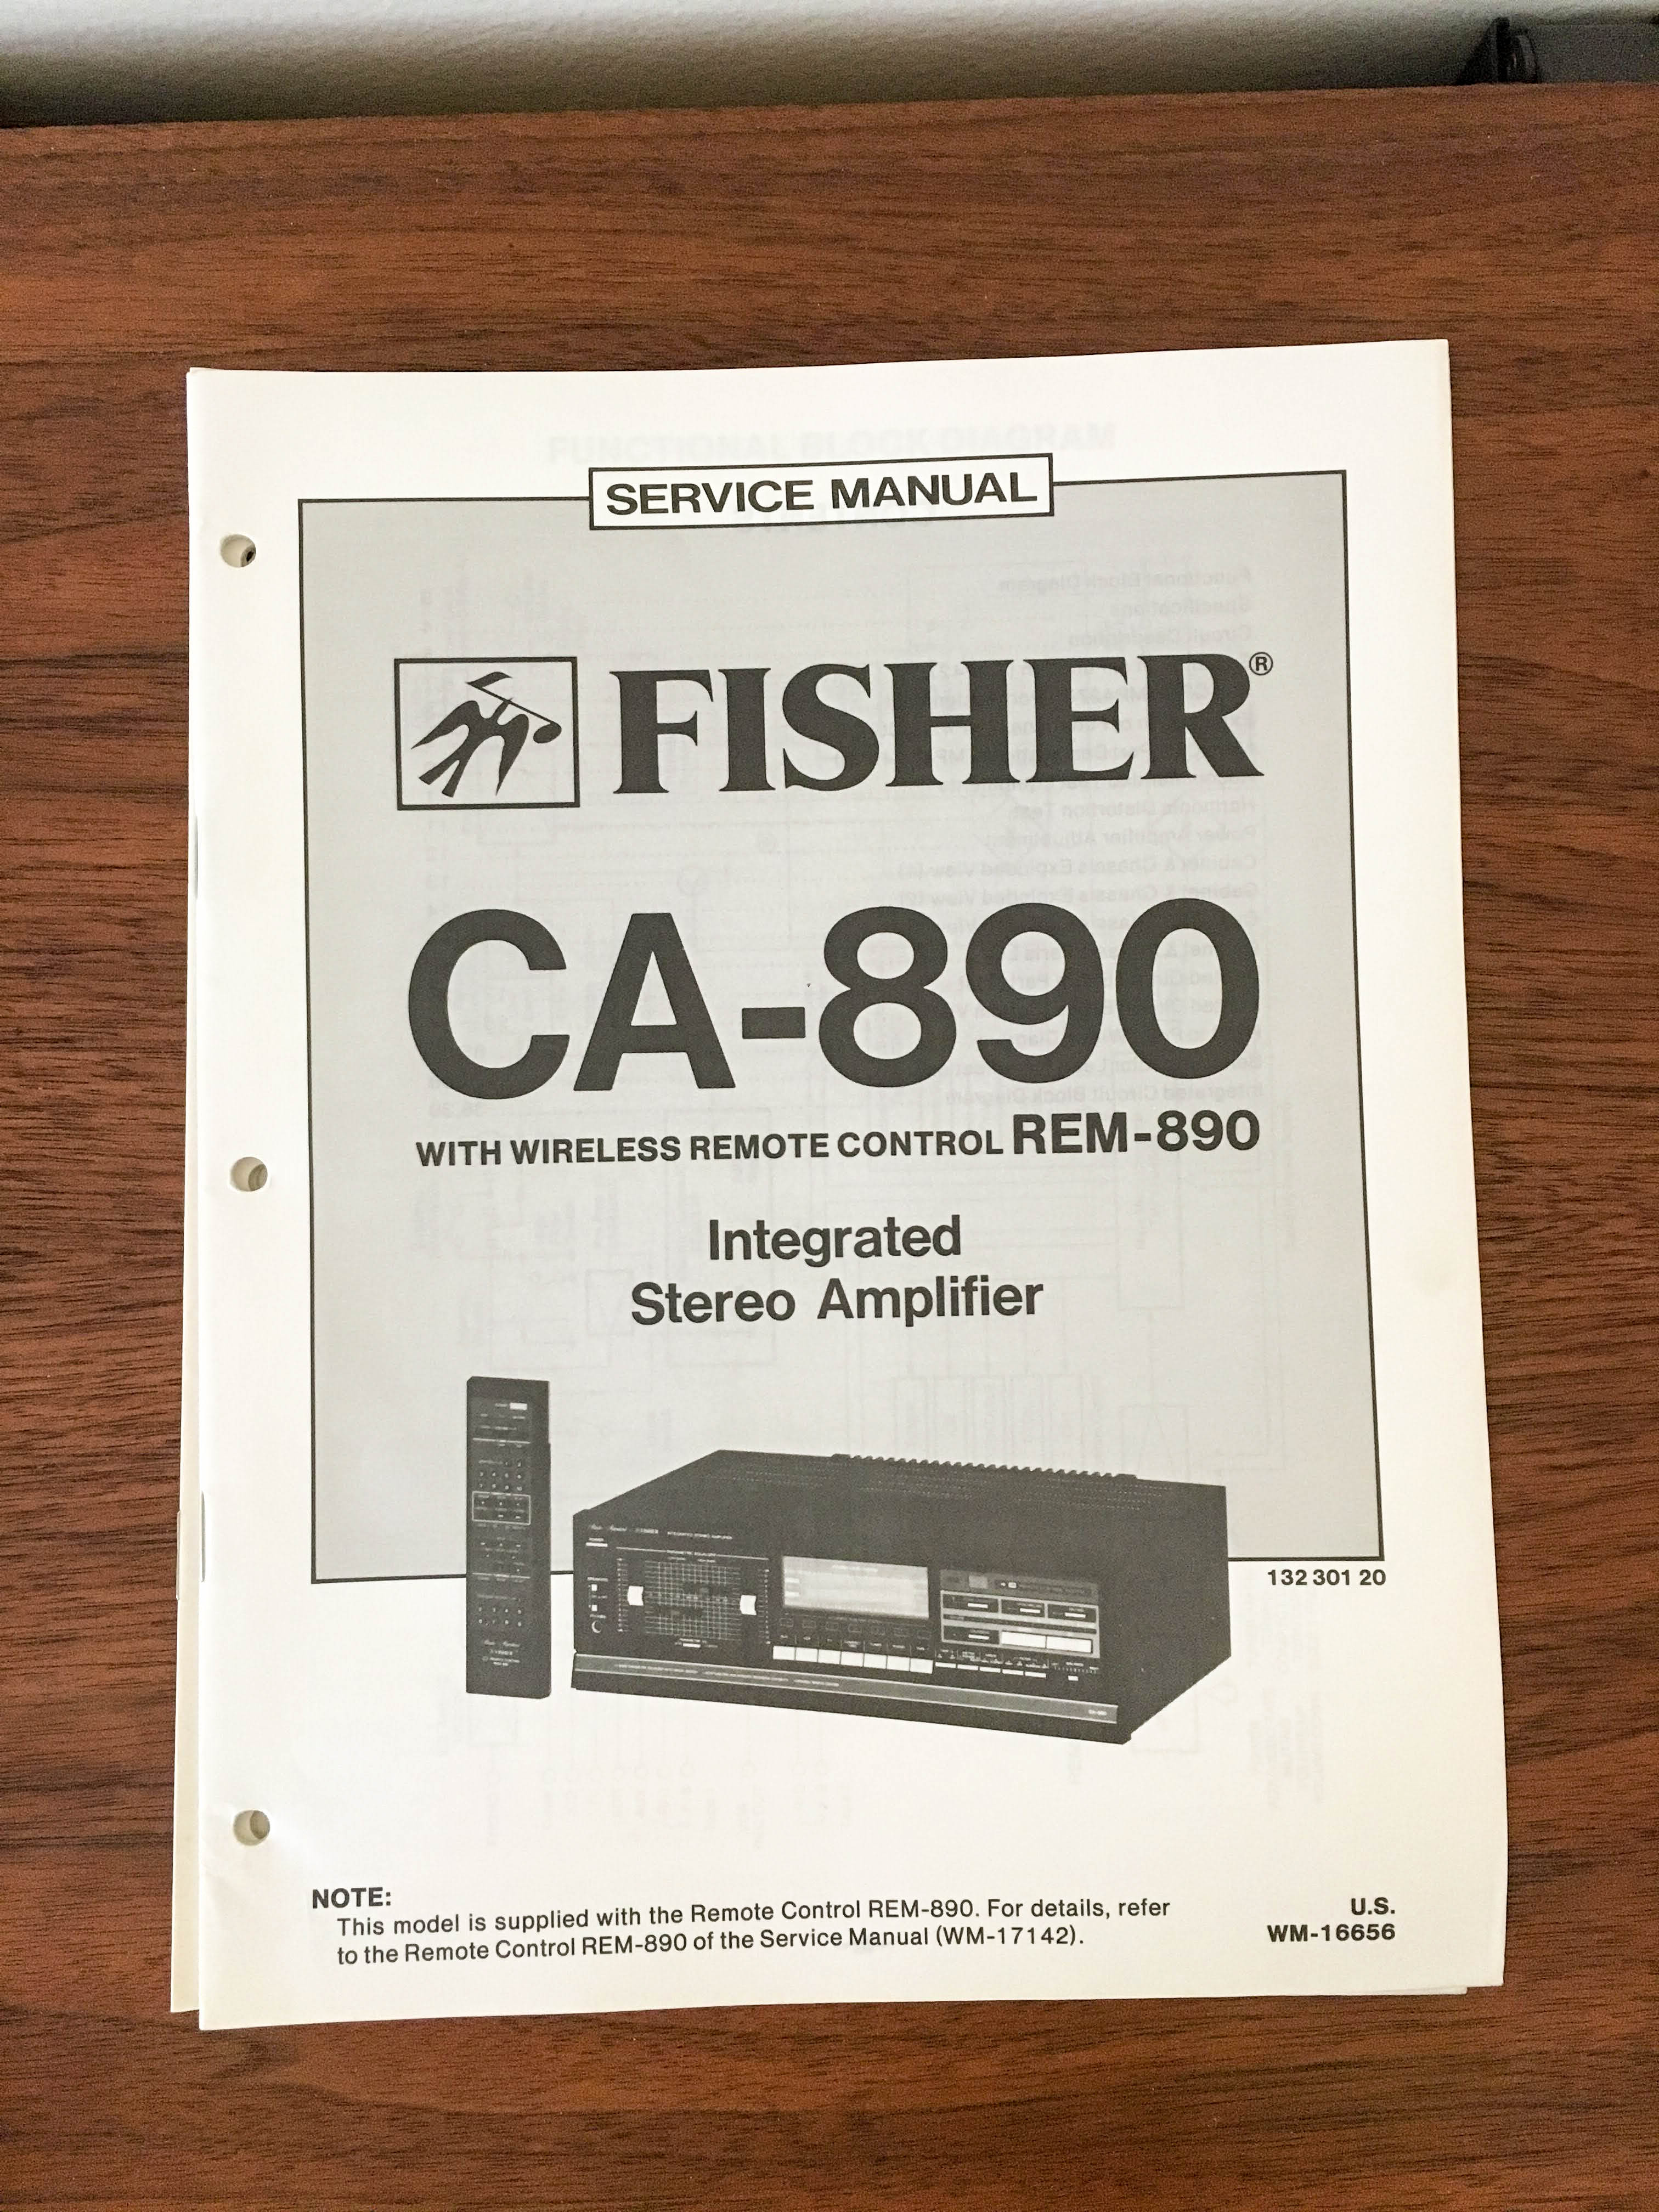 SERVICE MANUAL
FISHER®
CA-890
WITH WIRELESS REMOTE CONTROL REM-890
Integrated
Stereo Amplifier
132 301 20
NOTE:
This model is supplied with the Remote Control REM-890. For details, refer
to the Remote Control REM-890 of the Service Manual (WM-17142).
U.S.
WM-16656